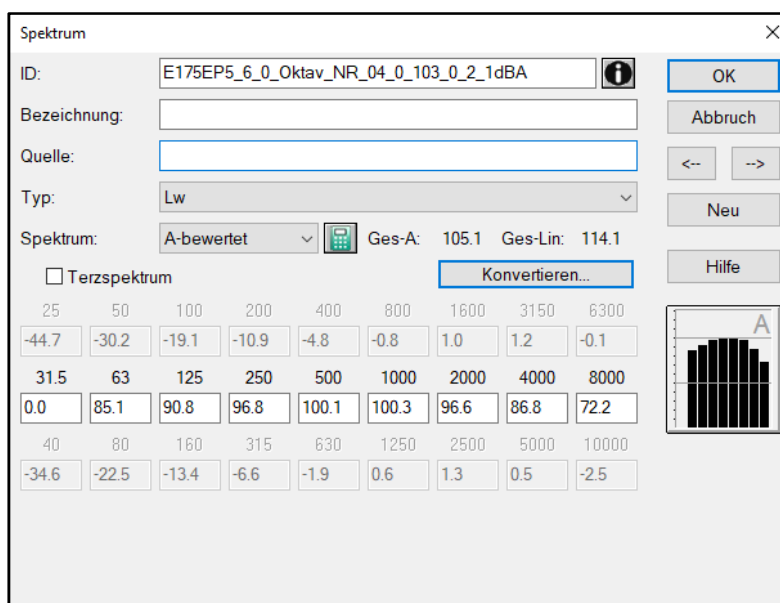 Spektrum
ID: E175EP5_6_0_Oktav_NR_04_0_103_0_2_1dBA OK
Bezeichnung: Abbruch
Quelle: <-- -->
Typ: Lw
Neu
Spektrum: A-bewertet Ges-A: 105.1 Ges-Lin: 114.1
Terzspektrum Konvertieren... Hilfe
25 50 100 200 400 800 1600 3150 6300 A
-44.7 -30.2 -19.1 -10.9 -4.8 -0.8 1.0 1.2 -0.1
31.5 63 125 250 500 1000 2000 4000 8000
0.0 85.1 90.8 96.8 100.1 100.3 96.6 86.8 72.2
40 80 160 315 630 1250 2500 5000 10000
-34.6 -22.5 -13.4 -6.6 -1.9 0.6 1.3 0.5 -2.5